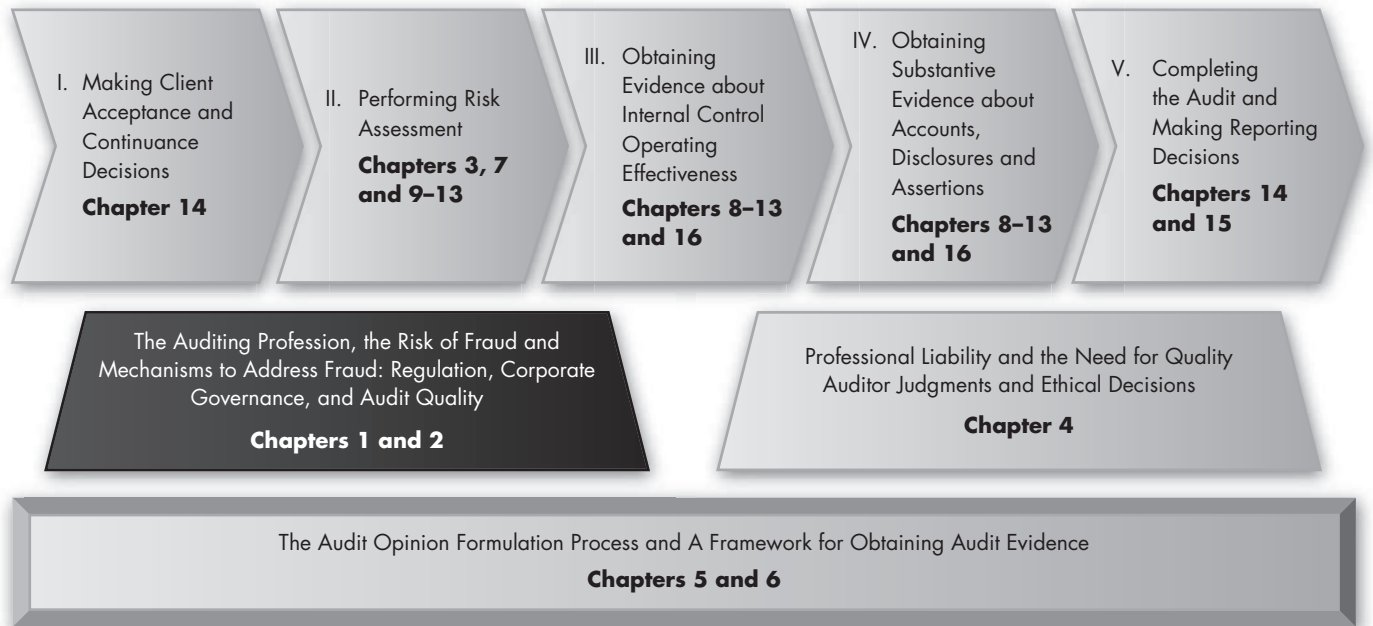 I. Making Client
Acceptance and
Continuance
Decisions
Chapter 14
II. Performing Risk
Assessment
Chapters 3, 7
and 9–13
III. Obtaining
Evidence about
Internal Control
Operating
Effectiveness
Chapters 8–13
and 16
IV. Obtaining
Substantive
Evidence about
Accounts,
Disclosures and
Assertions
Chapters 8–13
and 16
V. Completing
the Audit and
Making Reporting
Decisions
Chapters 14
and 15
The Auditing Profession, the Risk of Fraud and
Mechanisms to Address Fraud: Regulation, Corporate
Governance, and Audit Quality
Chapters 1 and 2
Professional Liability and the Need for Quality
Auditor Judgments and Ethical Decisions
Chapter 4
The Audit Opinion Formulation Process and A Framework for Obtaining Audit Evidence
Chapters 5 and 6